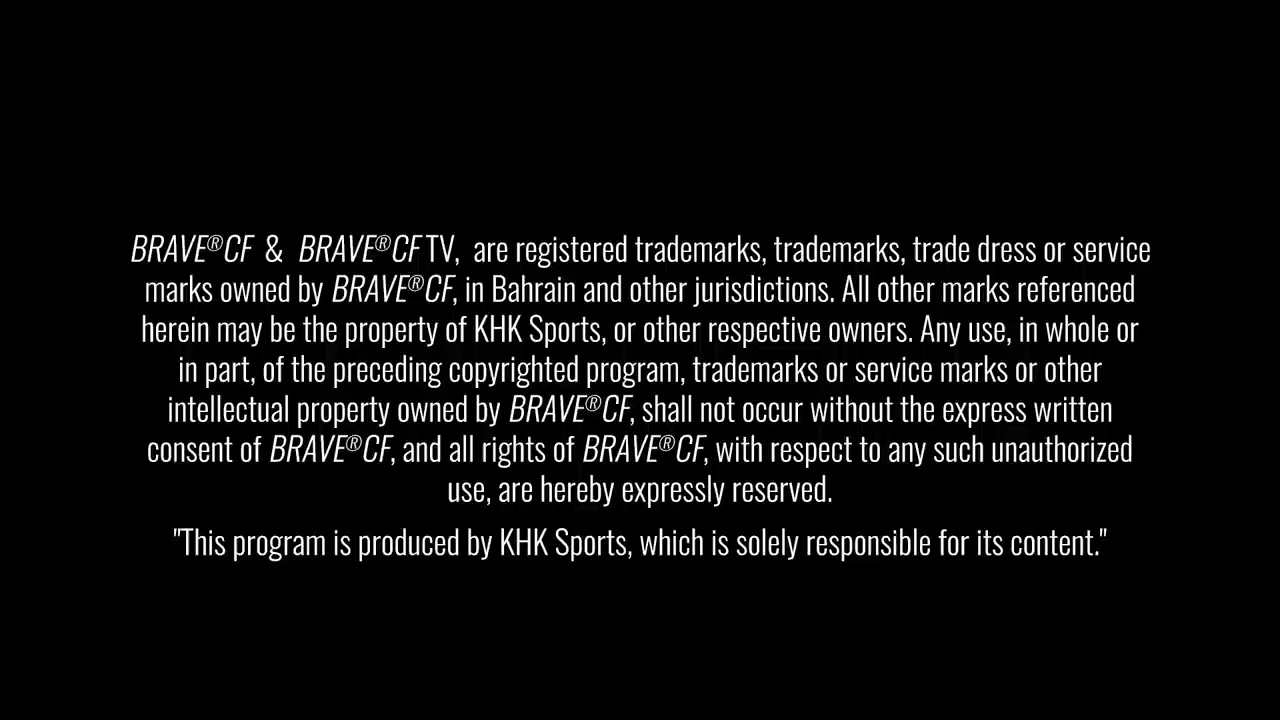 BRAVE®CF & BRAVE®CF TV, are registered trademarks, trademarks, trade dress or service
marks owned by BRAVE®CF, in Bahrain and other jurisdictions. All other marks referenced
herein may be the property of KHK Sports, or other respective owners. Any use, in whole or
in part, of the preceding copyrighted program, trademarks or service marks or other
intellectual property owned by BRAVE®CF, shall not occur without the express written
consent of BRAVE®CF, and all rights of BRAVE®CF, with respect to any such unauthorized
use, are hereby expressly reserved.
"This program is produced by KHK Sports, which is solely responsible for its content."